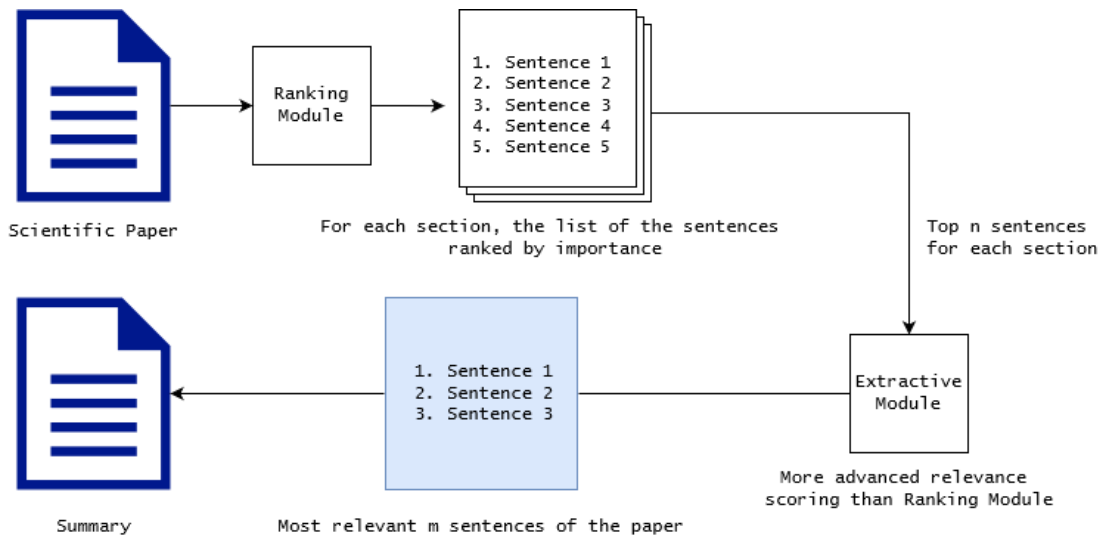 Ranking
Module
1. Sentence 1
2. Sentence 2
3. Sentence 3
4. Sentence 4
5. Sentence 5
Scientific Paper
For each section, the list of the sentences
ranked by importance
Top n sentences
for each section
Extractive
Module
More advanced relevance
scoring than Ranking Module
1. Sentence 1
2. Sentence 2
3. Sentence 3
Most relevant m sentences of the paper
Summary